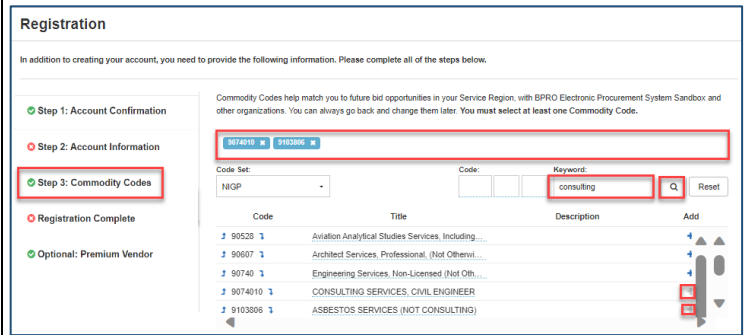 Registration
In addition to creating your account, you need to provide the following information. Please complete all of the steps below.
Commodity Codes help match you to future bid opportunities in your Service Region, with BPRO Electronic Procurement System Sandbox and
other organizations. You can always go back and change them later. You must select at least one Commodity Code.
Step 1: Account Confirmation
Step 2: Account Information
Step 3: Commodity Codes
Registration Complete
Optional: Premium Vendor
9074010 x 9103806 x
Code Set: Code: Keyword:
NIGP consulting Reset
Code Title Description Add
90528 Aviation Analytical Studies Services, Including...
90607 Architect Services, Professional, (Not Otherwi...
90740 Engineering Services, Non-Licensed (Not Oth...
9074010 CONSULTING SERVICES, CIVIL ENGINEER
9103806 ASBESTOS SERVICES (NOT CONSULTING)